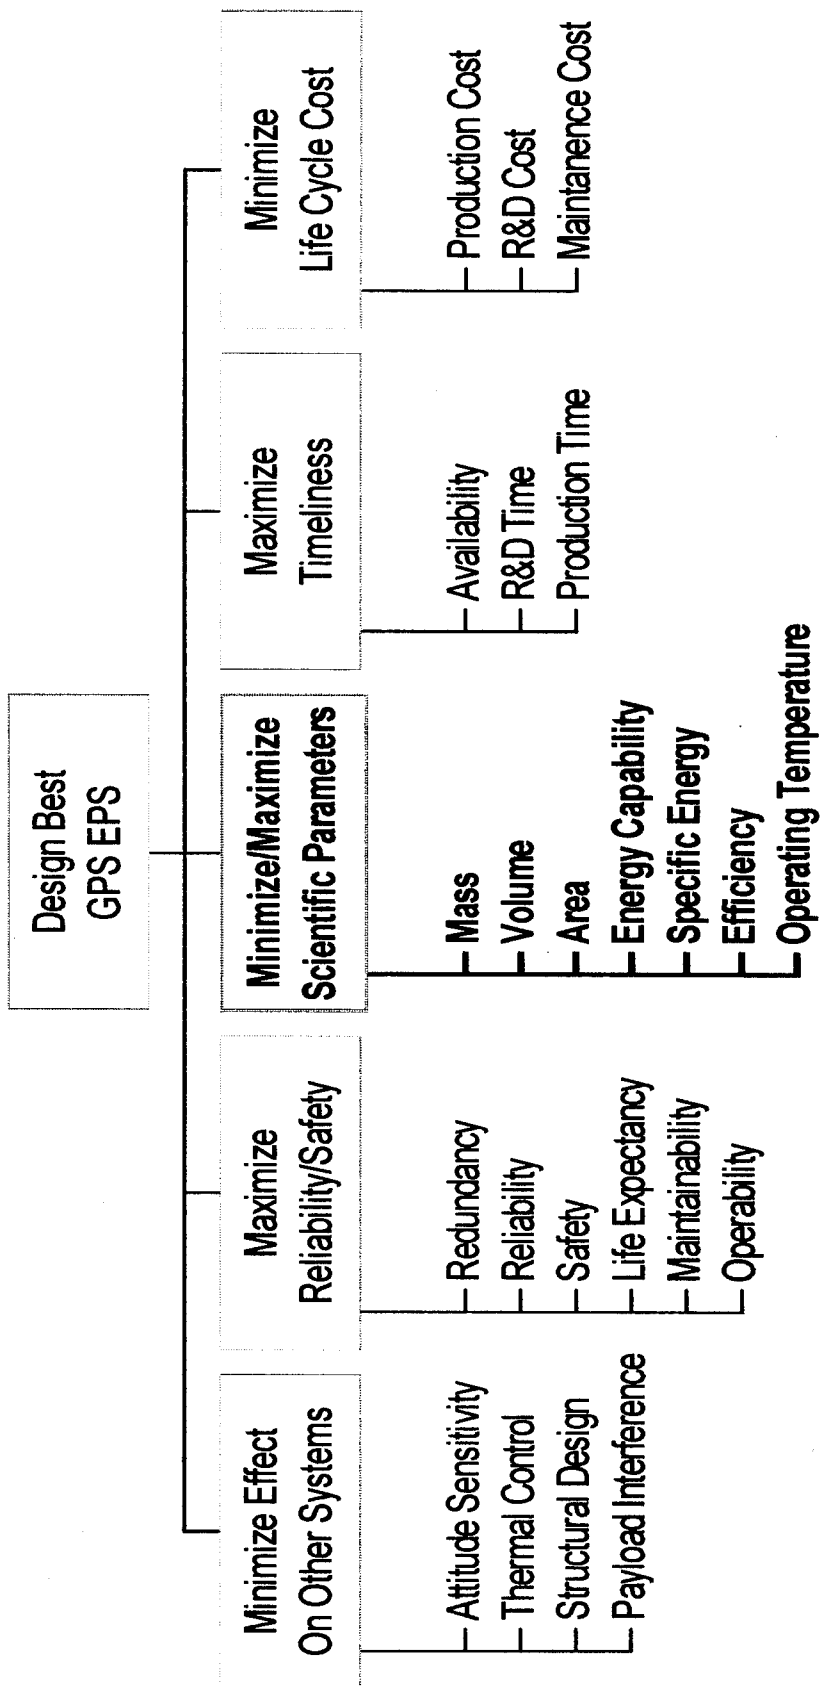 Design Best
GPS EPS
Minimize Effect
On Other Systems
Attitude Sensitivity
Thermal Control
Structural Design
Payload Interference
Maximize
Reliability/Safety
Redundancy
Reliability
Safety
Life Expectancy
Maintainability
Operability
Minimize/Maximize
Scientific Parameters
Mass
Volume
Area
Energy Capability
Specific Energy
Efficiency
Operating Temperature
Maximize
Timeliness
Availability
R&D Time
Production Time
Minimize
Life Cycle Cost
Production Cost
R&D Cost
Maintanence Cost